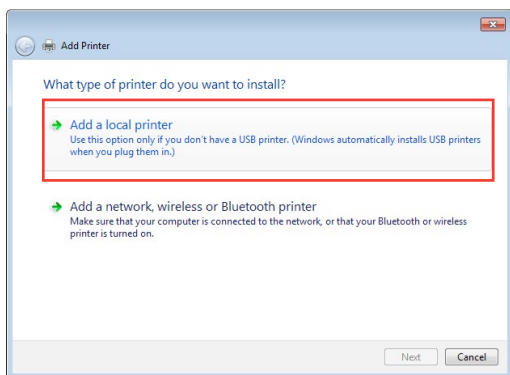 Add Printer
What type of printer do you want to install?
Add a local printer
Use this option only if you don't have a USB printer. (Windows automatically installs USB printers
when you plug them in.)
Add a network, wireless or Bluetooth printer
Make sure that your computer is connected to the network, or that your Bluetooth or wireless
printer is turned on.
Next Cancel